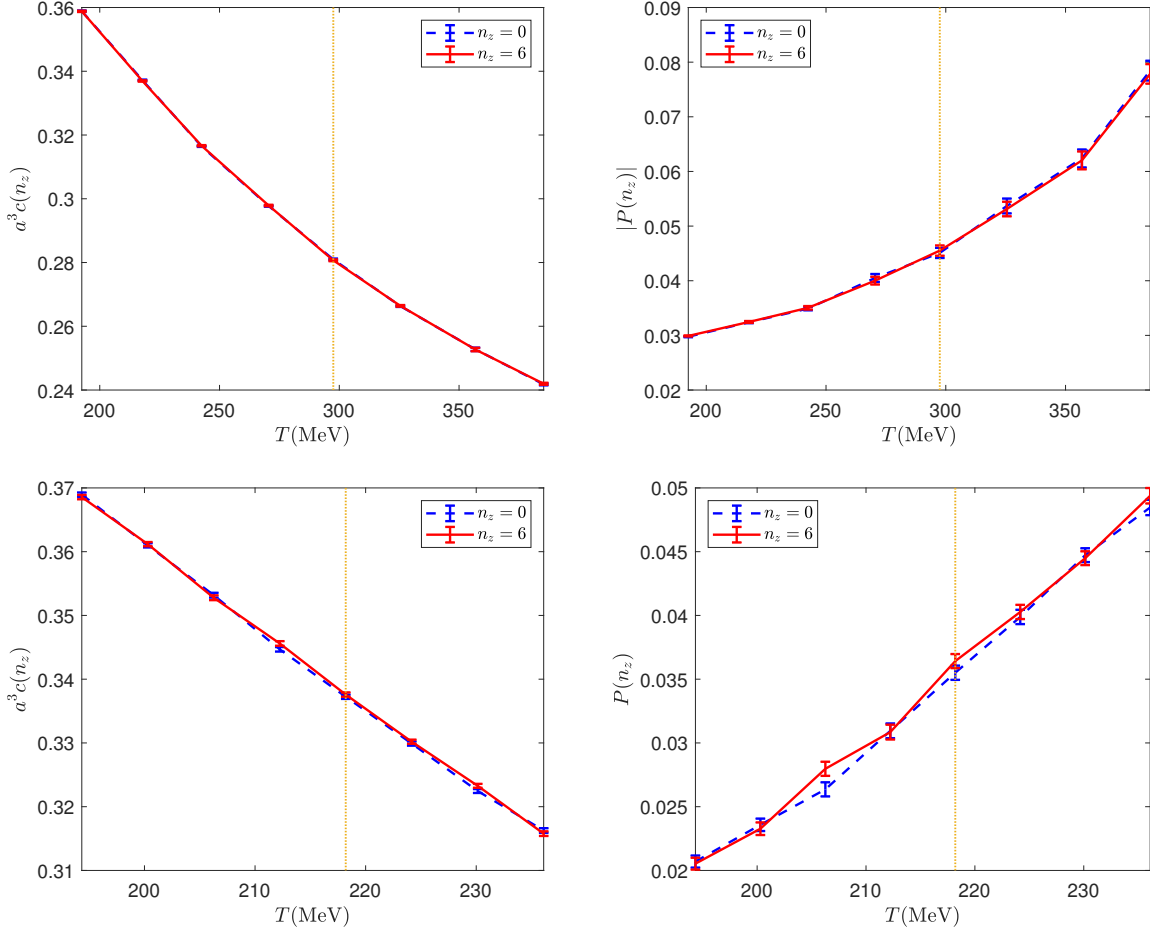 0.36
0.34
0.32
0.3
0.28
0.26
0.24
a³c(n_z)
200 250 300 350
T(MeV)
n_z = 0
n_z = 6
0.09
0.08
0.07
0.06
0.05
0.04
0.03
0.02
|P(n_z)|
200 250 300 350
T(MeV)
n_z = 0
n_z = 6
0.37
0.36
0.35
0.34
0.33
0.32
0.31
a³c(n_z)
200 210 220 230
T(MeV)
n_z = 0
n_z = 6
0.05
0.045
0.04
0.035
0.03
0.025
0.02
P(n_z)
200 210 220 230
T(MeV)
n_z = 0
n_z = 6